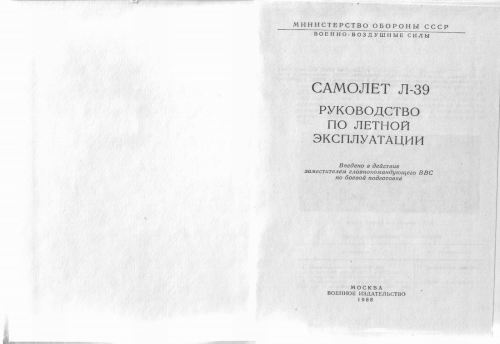 МИНИСТЕРСТВО ОБОРОНЫ СССР
ВОЕННО-ВОЗДУШНЫЕ СИЛЫ
САМОЛЕТ Л-39
РУКОВОДСТВО
ПО ЛЕТНОЙ
ЭКСПЛУАТАЦИИ
Введено в действие
заместителем главнокомандующего ВВС
по боевой подготовке
МОСКВА
ВОЕННОЕ ИЗДАТЕЛЬСТВО
1988